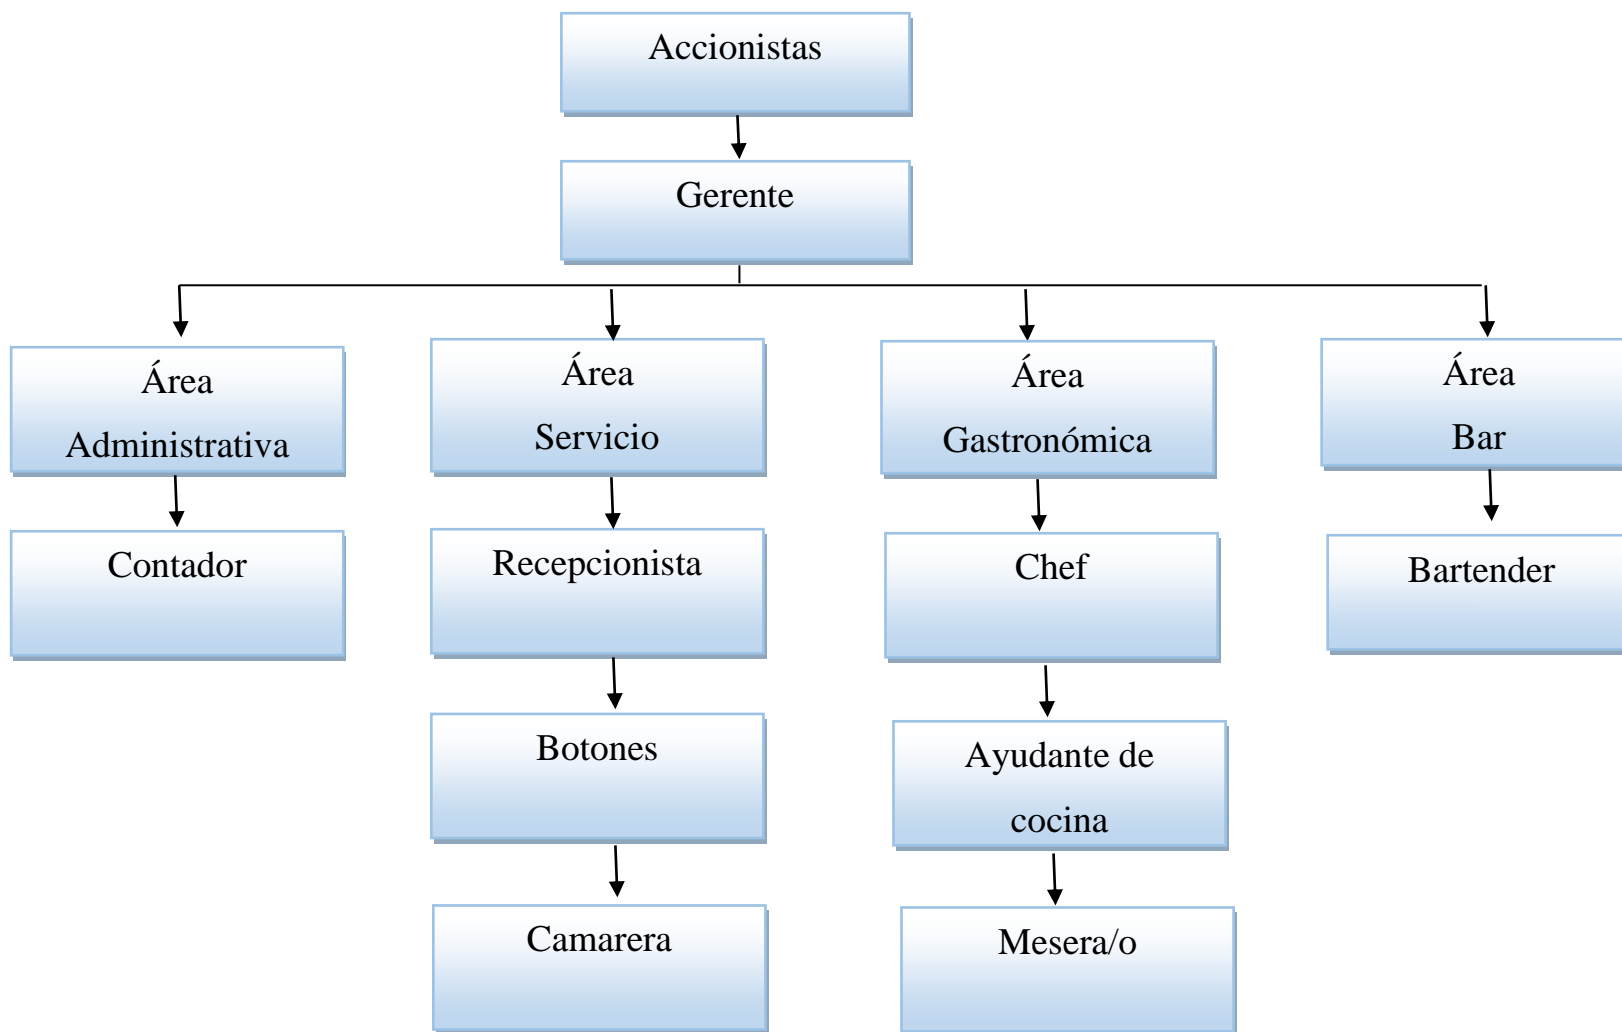 Accionistas
Gerente
Área
Administrativa
Área
Servicio
Área
Gastronómica
Área
Bar
Contador
Recepcionista
Chef
Bartender
Botones
Ayudante de
cocina
Camarera
Mesera/o